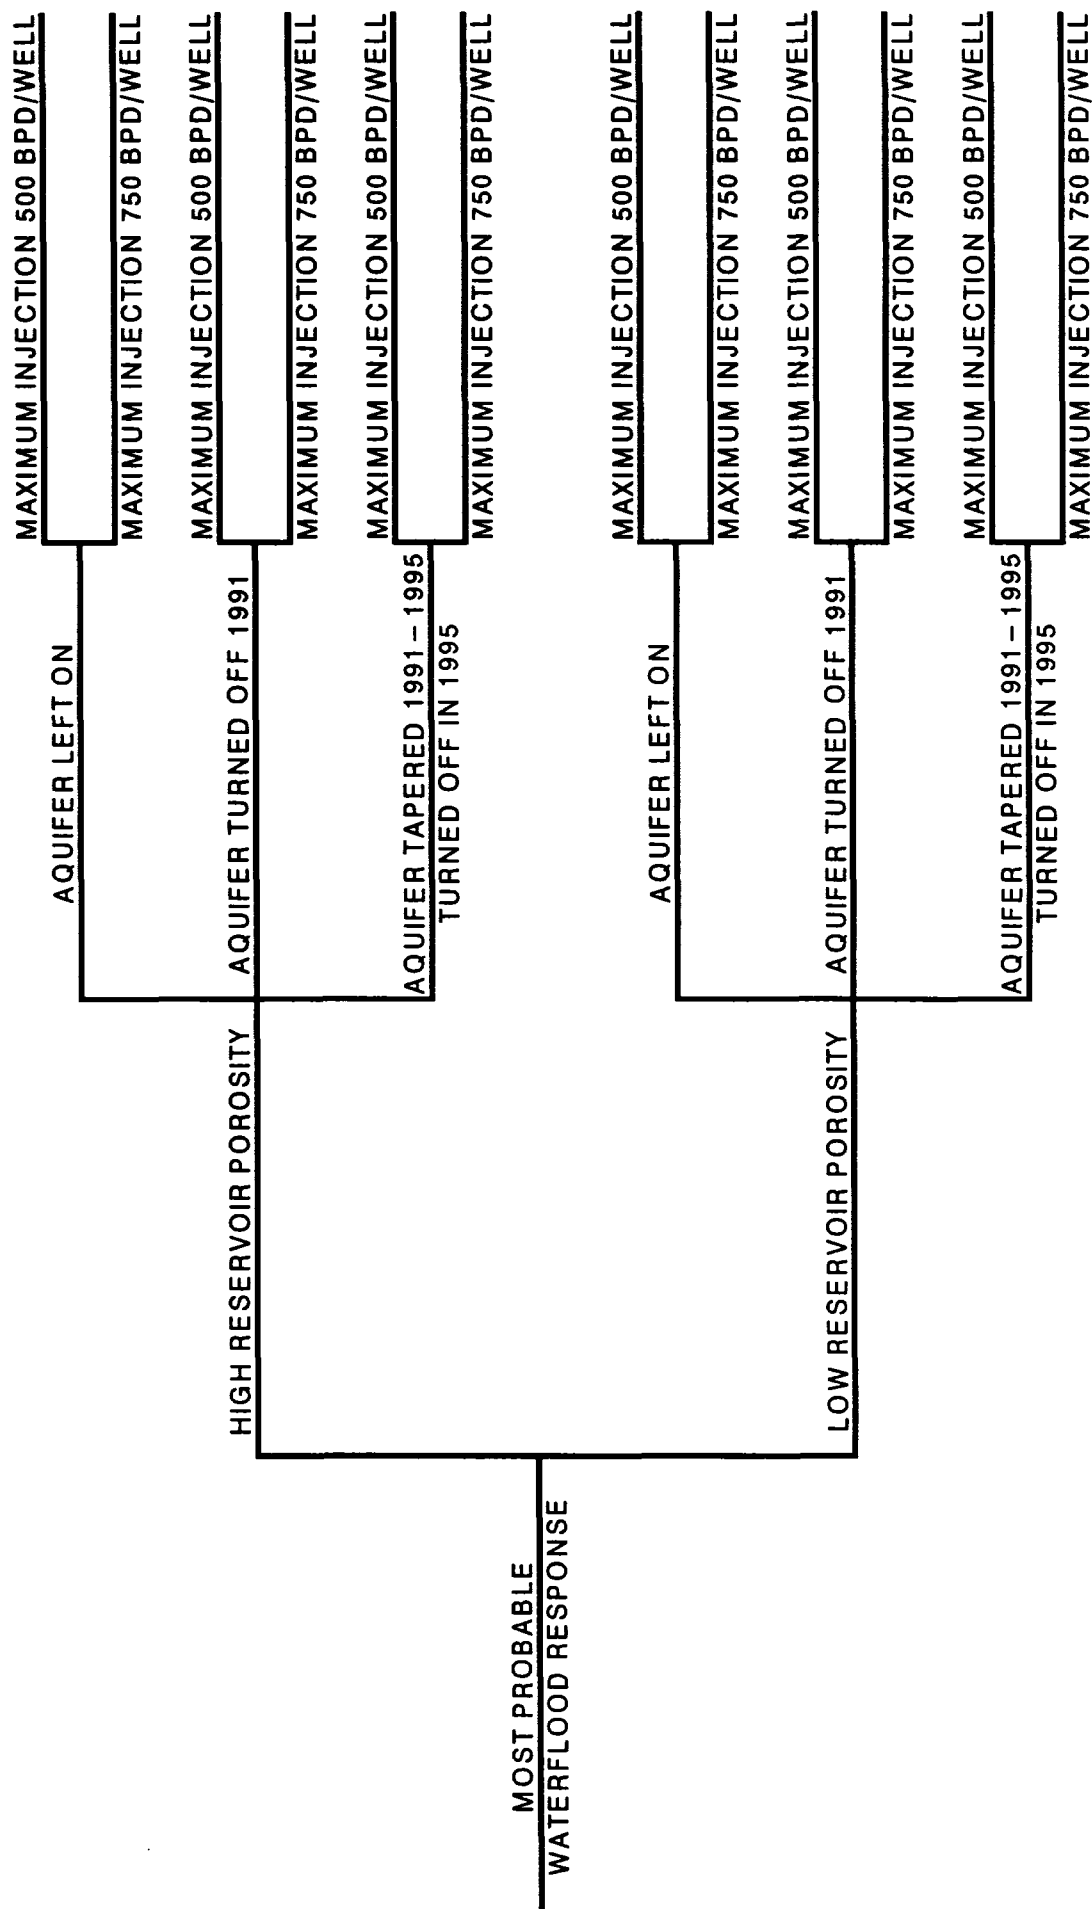 MOST PROBABLE
WATERFLOOD RESPONSE
HIGH RESERVOIR POROSITY
AQUIFER LEFT ON
MAXIMUM INJECTION 500 BPD/WELL
MAXIMUM INJECTION 750 BPD/WELL
AQUIFER TURNED OFF 1991
MAXIMUM INJECTION 500 BPD/WELL
MAXIMUM INJECTION 750 BPD/WELL
AQUIFER TAPERED 1991–1995
TURNED OFF IN 1995
MAXIMUM INJECTION 500 BPD/WELL
MAXIMUM INJECTION 750 BPD/WELL
LOW RESERVOIR POROSITY
AQUIFER LEFT ON
MAXIMUM INJECTION 500 BPD/WELL
MAXIMUM INJECTION 750 BPD/WELL
AQUIFER TURNED OFF 1991
MAXIMUM INJECTION 500 BPD/WELL
MAXIMUM INJECTION 750 BPD/WELL
AQUIFER TAPERED 1991–1995
TURNED OFF IN 1995
MAXIMUM INJECTION 500 BPD/WELL
MAXIMUM INJECTION 750 BPD/WELL